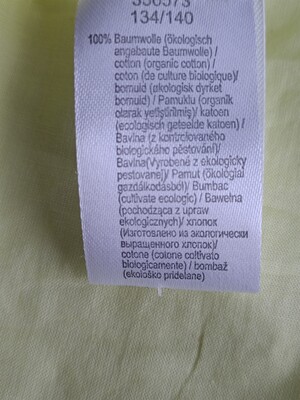 134/140
100% Baumwolle (ökologisch
angebaute Baumwolle) /
cotton (organic cotton) /
coton (de culture biologique)/
bomuld (økologisk dyrket
bomuld) / Pamuklu (organik
olarak yetiştirilmiş) / katoen
(ecologisch geteelde katoen) /
Bavlna (z kontrolovaného
biologického pěstování)/
Bavlna(Vyrobené z ekologicky
pestovanej)/ Pamut (ökológiai
gazdálkodásból)/ Bumbac
(cultivate ecologic) / Bawełna
(pochodząca z upraw
ekologicznych)/ хлопок
(Изготовлено из экологически
выращенного хлопок)/
cotone (cotone coltivato
biologicamente) / bombaž
(ekološko pridelane)